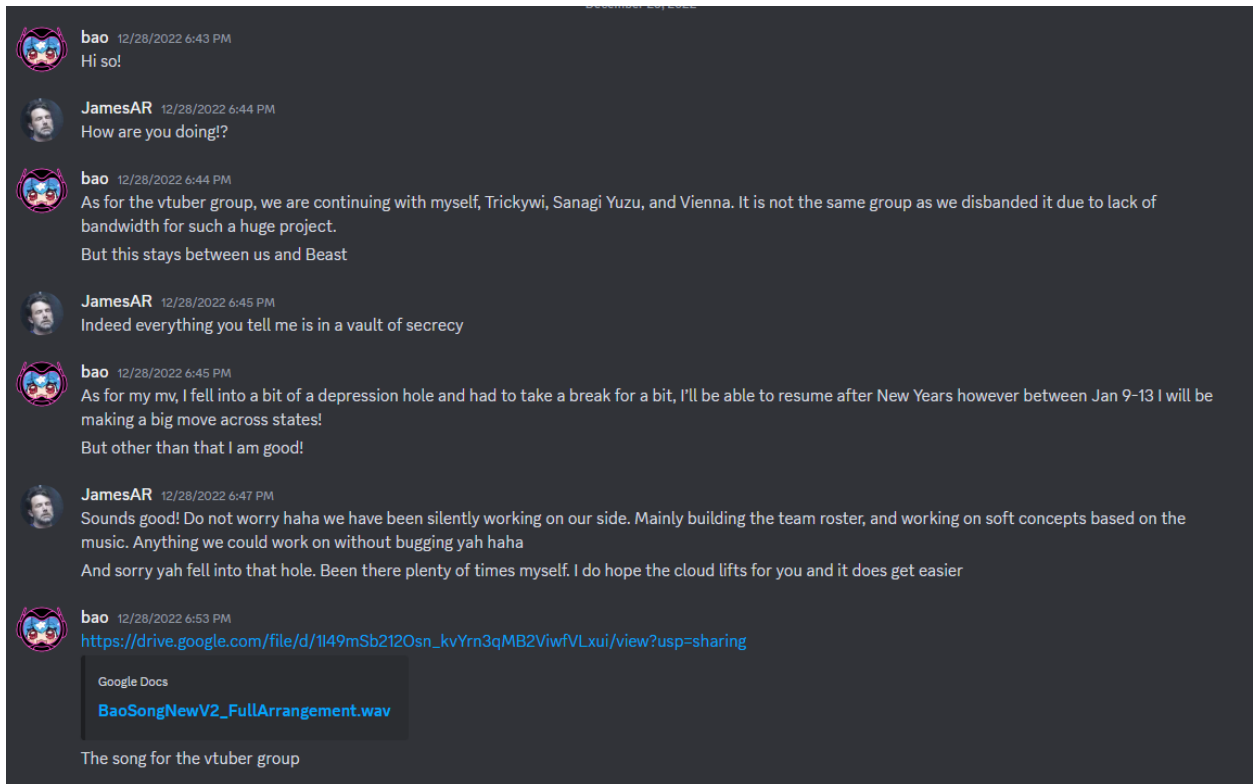 bao 12/28/2022 6:43 PM
Hi so!
JamesAR 12/28/2022 6:44 PM
How are you doing!?
bao 12/28/2022 6:44 PM
As for the vtuber group, we are continuing with myself, Trickywi, Sanagi Yuzu, and Vienna. It is not the same group as we disbanded it due to lack of
bandwidth for such a huge project.
But this stays between us and Beast
JamesAR 12/28/2022 6:45 PM
Indeed everything you tell me is in a vault of secrecy
bao 12/28/2022 6:45 PM
As for my mv, I fell into a bit of a depression hole and had to take a break for a bit, I'll be able to resume after New Years however between Jan 9-13 I will be
making a big move across states!
But other than that I am good!
JamesAR 12/28/2022 6:47 PM
Sounds good! Do not worry haha we have been silently working on our side. Mainly building the team roster, and working on soft concepts based on the
music. Anything we could work on without bugging yah haha
And sorry yah fell into that hole. Been there plenty of times myself. I do hope the cloud lifts for you and it does get easier
bao 12/28/2022 6:53 PM
https://drive.google.com/file/d/1I49mSb212Osn_kvYrn3qMB2ViwfVLxui/view?usp=sharing
Google Docs
BaoSongNewV2_FullArrangement.wav
The song for the vtuber group